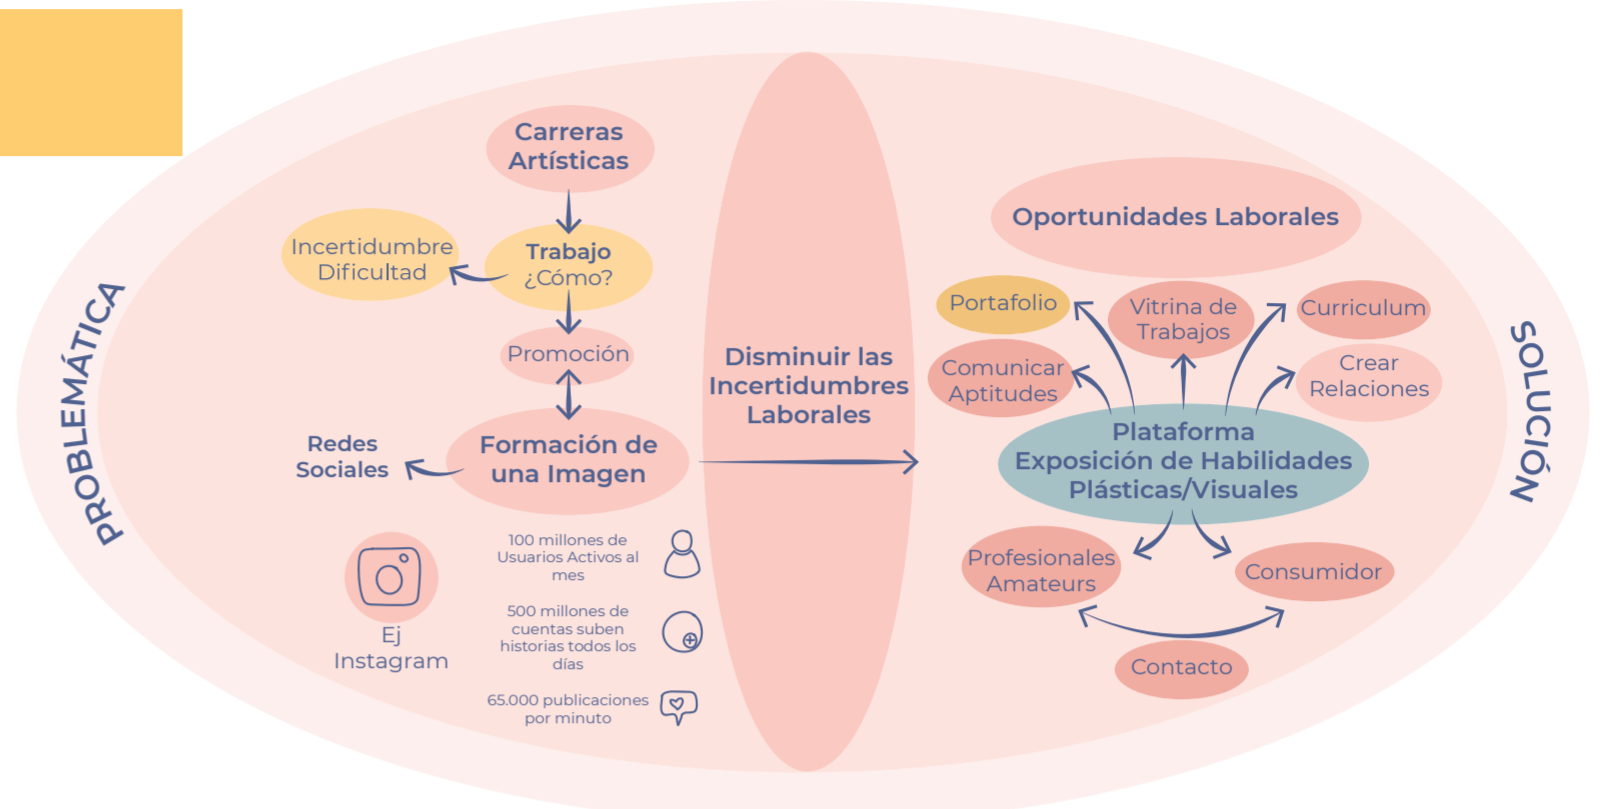 PROBLEMÁTICA
Carreras
Artísticas
Incertidumbre
Dificultad
Trabajo
¿Cómo?
Promoción
Formación de
una Imagen
Redes
Sociales
Ej
Instagram
100 millones de
Usuarios Activos al
mes
500 millones de
cuentas suben
historias todos los
días
65.000 publicaciones
por minuto
Disminuir las
Incertidumbres
Laborales
Oportunidades Laborales
Portafolio
Vitrina de
Trabajos
Curriculum
Comunicar
Aptitudes
Crear
Relaciones
Plataforma
Exposición de Habilidades
Plásticas/Visuales
Profesionales
Amateurs
Consumidor
Contacto
SOLUCIÓN